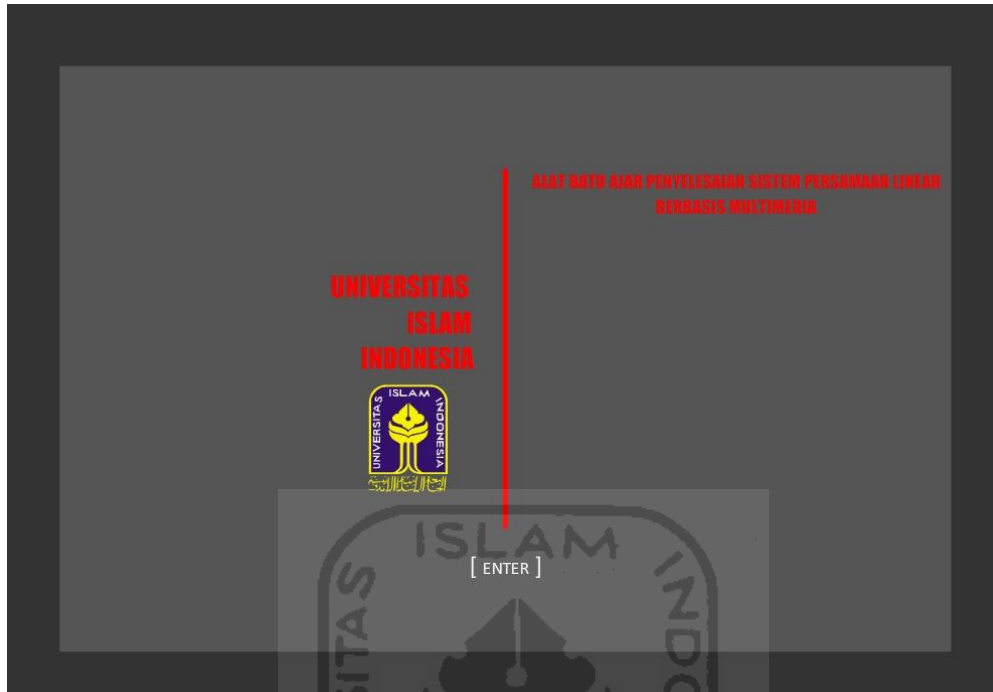 ALAT BATU AJAR PENYELESAIAN SISTEM PERSAMAAN LINEAR
BERBASIS MULTIMEDIA
UNIVERSITAS
ISLAM
INDONESIA
ISLAM
UNIVERSITAS
INDONESIA
[ ENTER ]
ISLAM